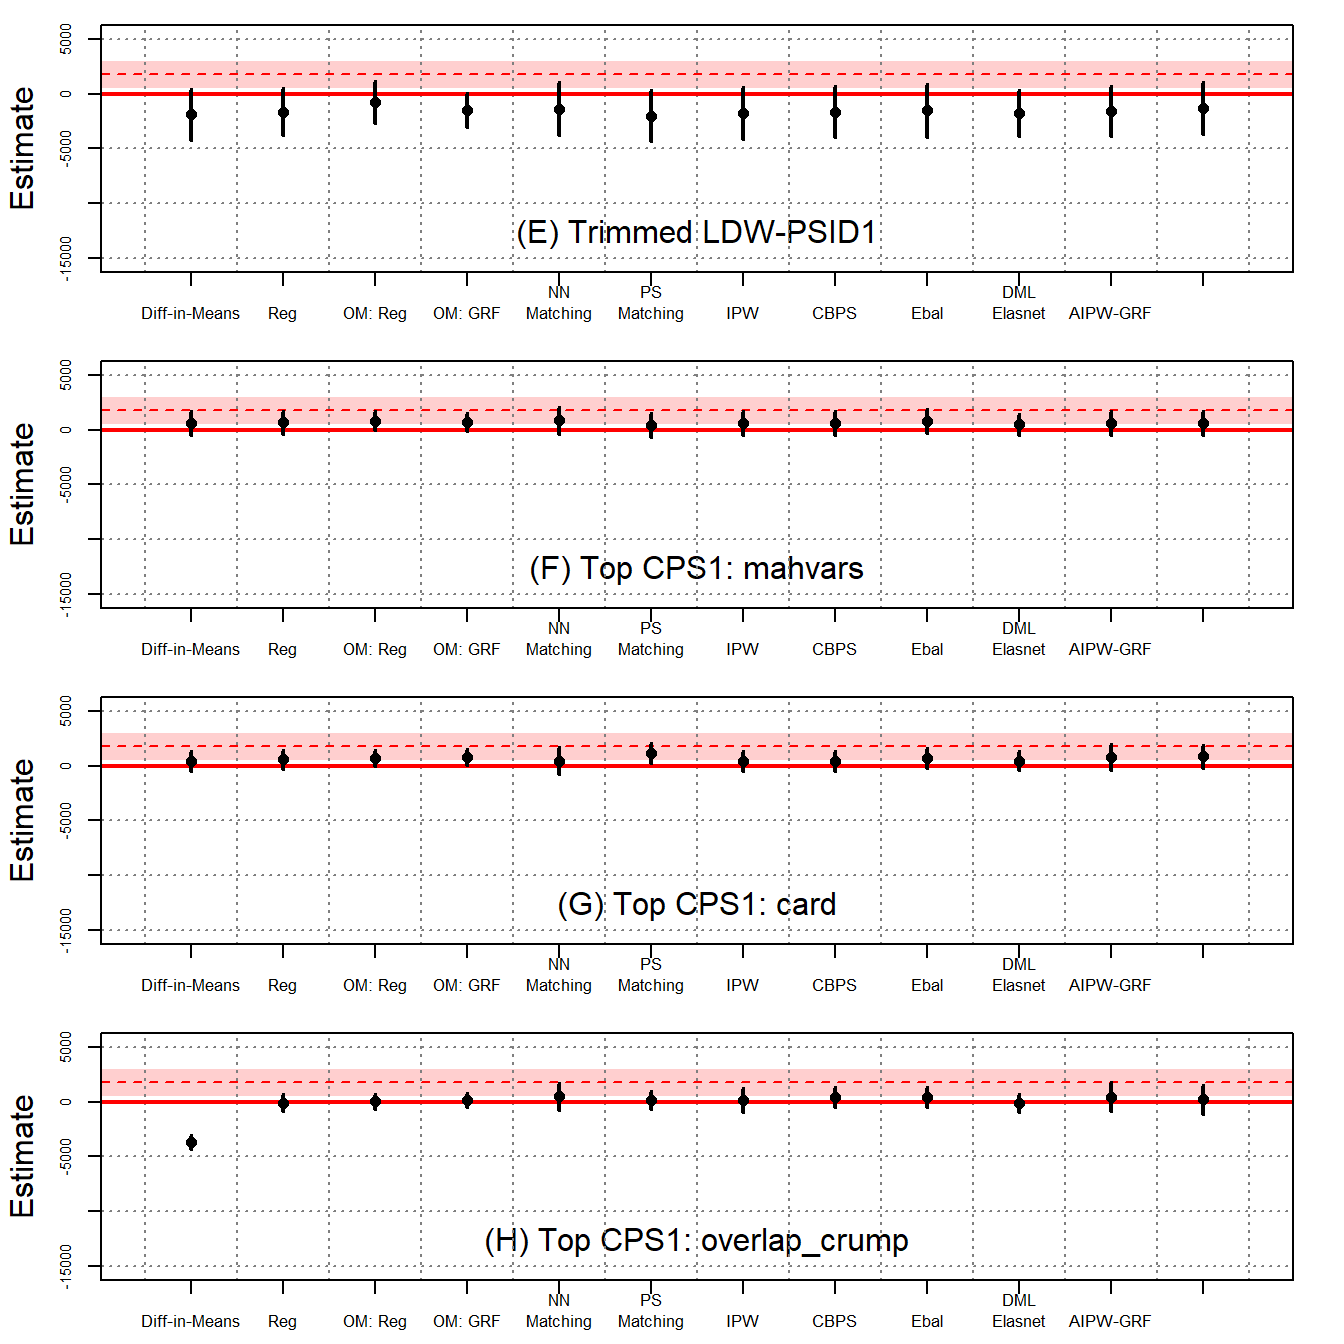 Estimate
5000
0
-5000
-15000
(E) Trimmed LDW-PSID1
Diff-in-Means Reg OM: Reg OM: GRF NN Matching PS Matching IPW CBPS Ebal DML Elasnet AIPW-GRF
Estimate
5000
0
-5000
-15000
(F) Top CPS1: mahvars
Diff-in-Means Reg OM: Reg OM: GRF NN Matching PS Matching IPW CBPS Ebal DML Elasnet AIPW-GRF
Estimate
5000
0
-5000
-15000
(G) Top CPS1: card
Diff-in-Means Reg OM: Reg OM: GRF NN Matching PS Matching IPW CBPS Ebal DML Elasnet AIPW-GRF
Estimate
5000
0
-5000
-15000
(H) Top CPS1: overlap_crump
Diff-in-Means Reg OM: Reg OM: GRF NN Matching PS Matching IPW CBPS Ebal DML Elasnet AIPW-GRF